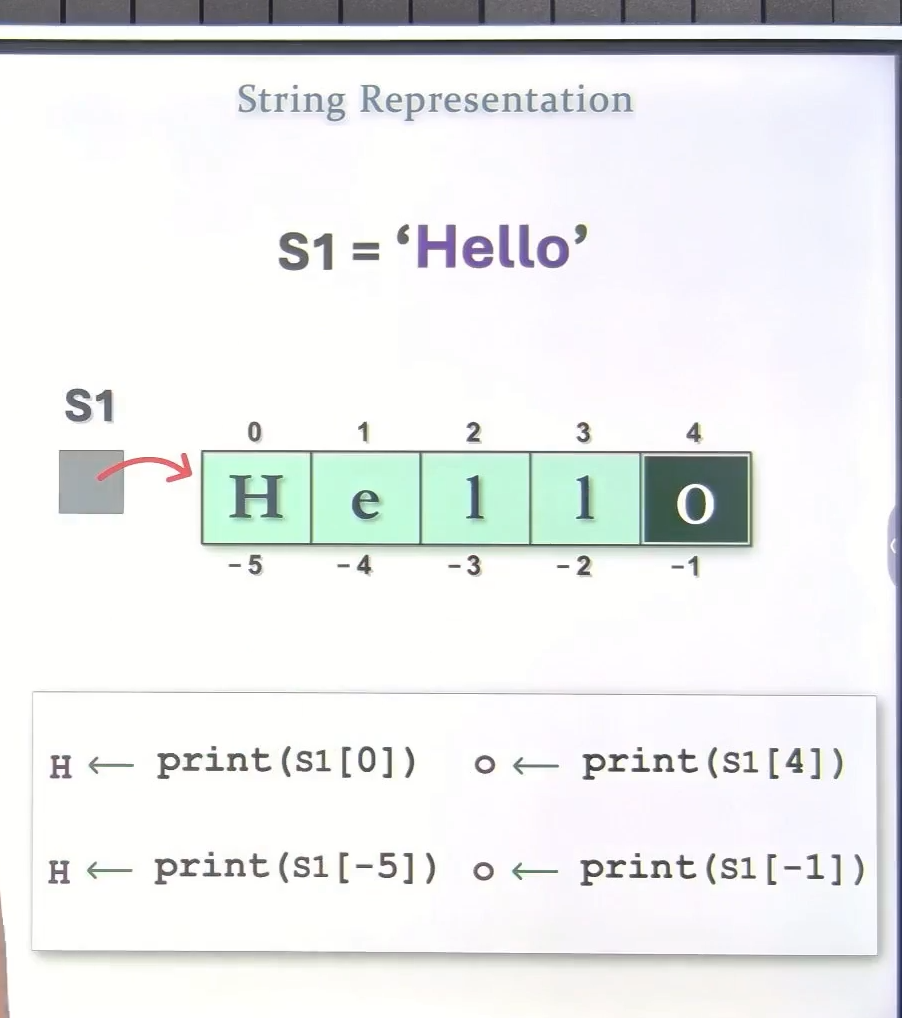 String Representation
S1 = ‘Hello’
S1
0 1 2 3 4
H e l l o
-5 -4 -3 -2 -1
H ← print(S1[0]) o ← print(S1[4])
H ← print(S1[-5]) o ← print(S1[-1])